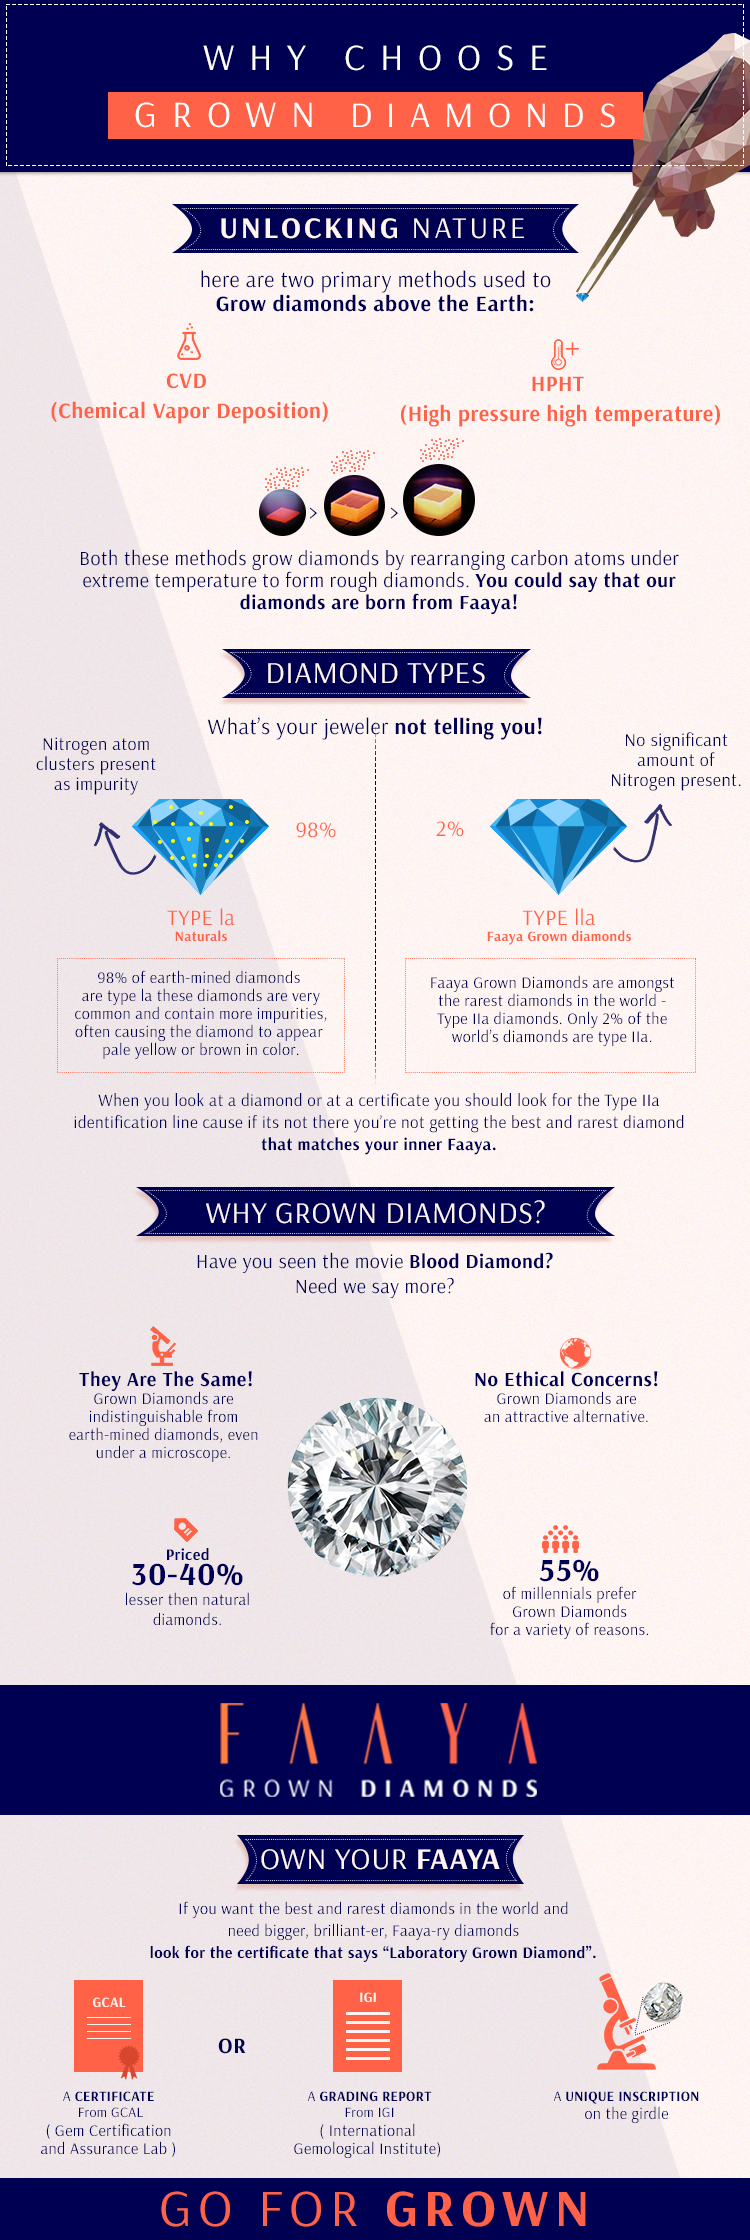 WHY CHOOSE
GROWN DIAMONDS
UNLOCKING NATURE
here are two primary methods used to
Grow diamonds above the Earth:
CVD
(Chemical Vapor Deposition)
HPHT
(High pressure high temperature)
> >
Both these methods grow diamonds by rearranging carbon atoms under
extreme temperature to form rough diamonds. You could say that our
diamonds are born from Faaya!
DIAMOND TYPES
What's your jeweler not telling you!
Nitrogen atom
clusters present
as impurity
98%
TYPE la
Naturals
No significant
amount of
Nitrogen present.
2%
TYPE lla
Faaya Grown diamonds
98% of earth-mined diamonds
are type la these diamonds are very
common and contain more impurities,
often causing the diamond to appear
pale yellow or brown in color.
Faaya Grown Diamonds are amongst
the rarest diamonds in the world -
Type IIa diamonds. Only 2% of the
world's diamonds are type IIa.
When you look at a diamond or at a certificate you should look for the Type IIa
identification line cause if its not there you're not getting the best and rarest diamond
that matches your inner Faaya.
WHY GROWN DIAMONDS?
Have you seen the movie Blood Diamond?
Need we say more?
They Are The Same!
Grown Diamonds are
indistinguishable from
earth-mined diamonds, even
under a microscope.
No Ethical Concerns!
Grown Diamonds are
an attractive alternative.
Priced
30-40%
lesser then natural
diamonds.
55%
of millennials prefer
Grown Diamonds
for a variety of reasons.
FAAYA
GROWN DIAMONDS
OWN YOUR FAAYA
If you want the best and rarest diamonds in the world and
need bigger, brilliant-er, Faaya-ry diamonds
look for the certificate that says “Laboratory Grown Diamond”.
GCAL
A CERTIFICATE
From GCAL
( Gem Certification
and Assurance Lab )
OR
IGI
A GRADING REPORT
From IGI
( International
Gemological Institute)
A UNIQUE INSCRIPTION
on the girdle
GO FOR GROWN